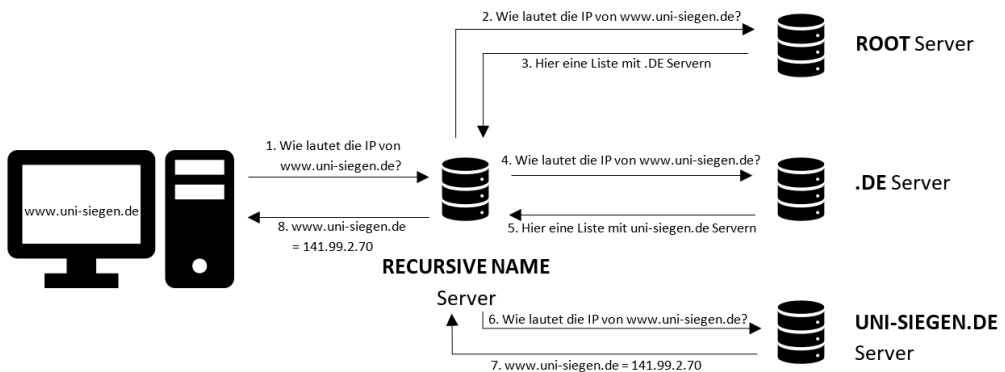 2. Wie lautet die IP von www.uni-siegen.de?
ROOT Server
3. Hier eine Liste mit .DE Servern
1. Wie lautet die IP von
www.uni-siegen.de?
4. Wie lautet die IP von www.uni-siegen.de?
.DE Server
www.uni-siegen.de
8. www.uni-siegen.de
= 141.99.2.70
5. Hier eine Liste mit uni-siegen.de Servern
RECURSIVE NAME
Server
6. Wie lautet die IP von www.uni-siegen.de?
UNI-SIEGEN.DE
Server
7. www.uni-siegen.de = 141.99.2.70